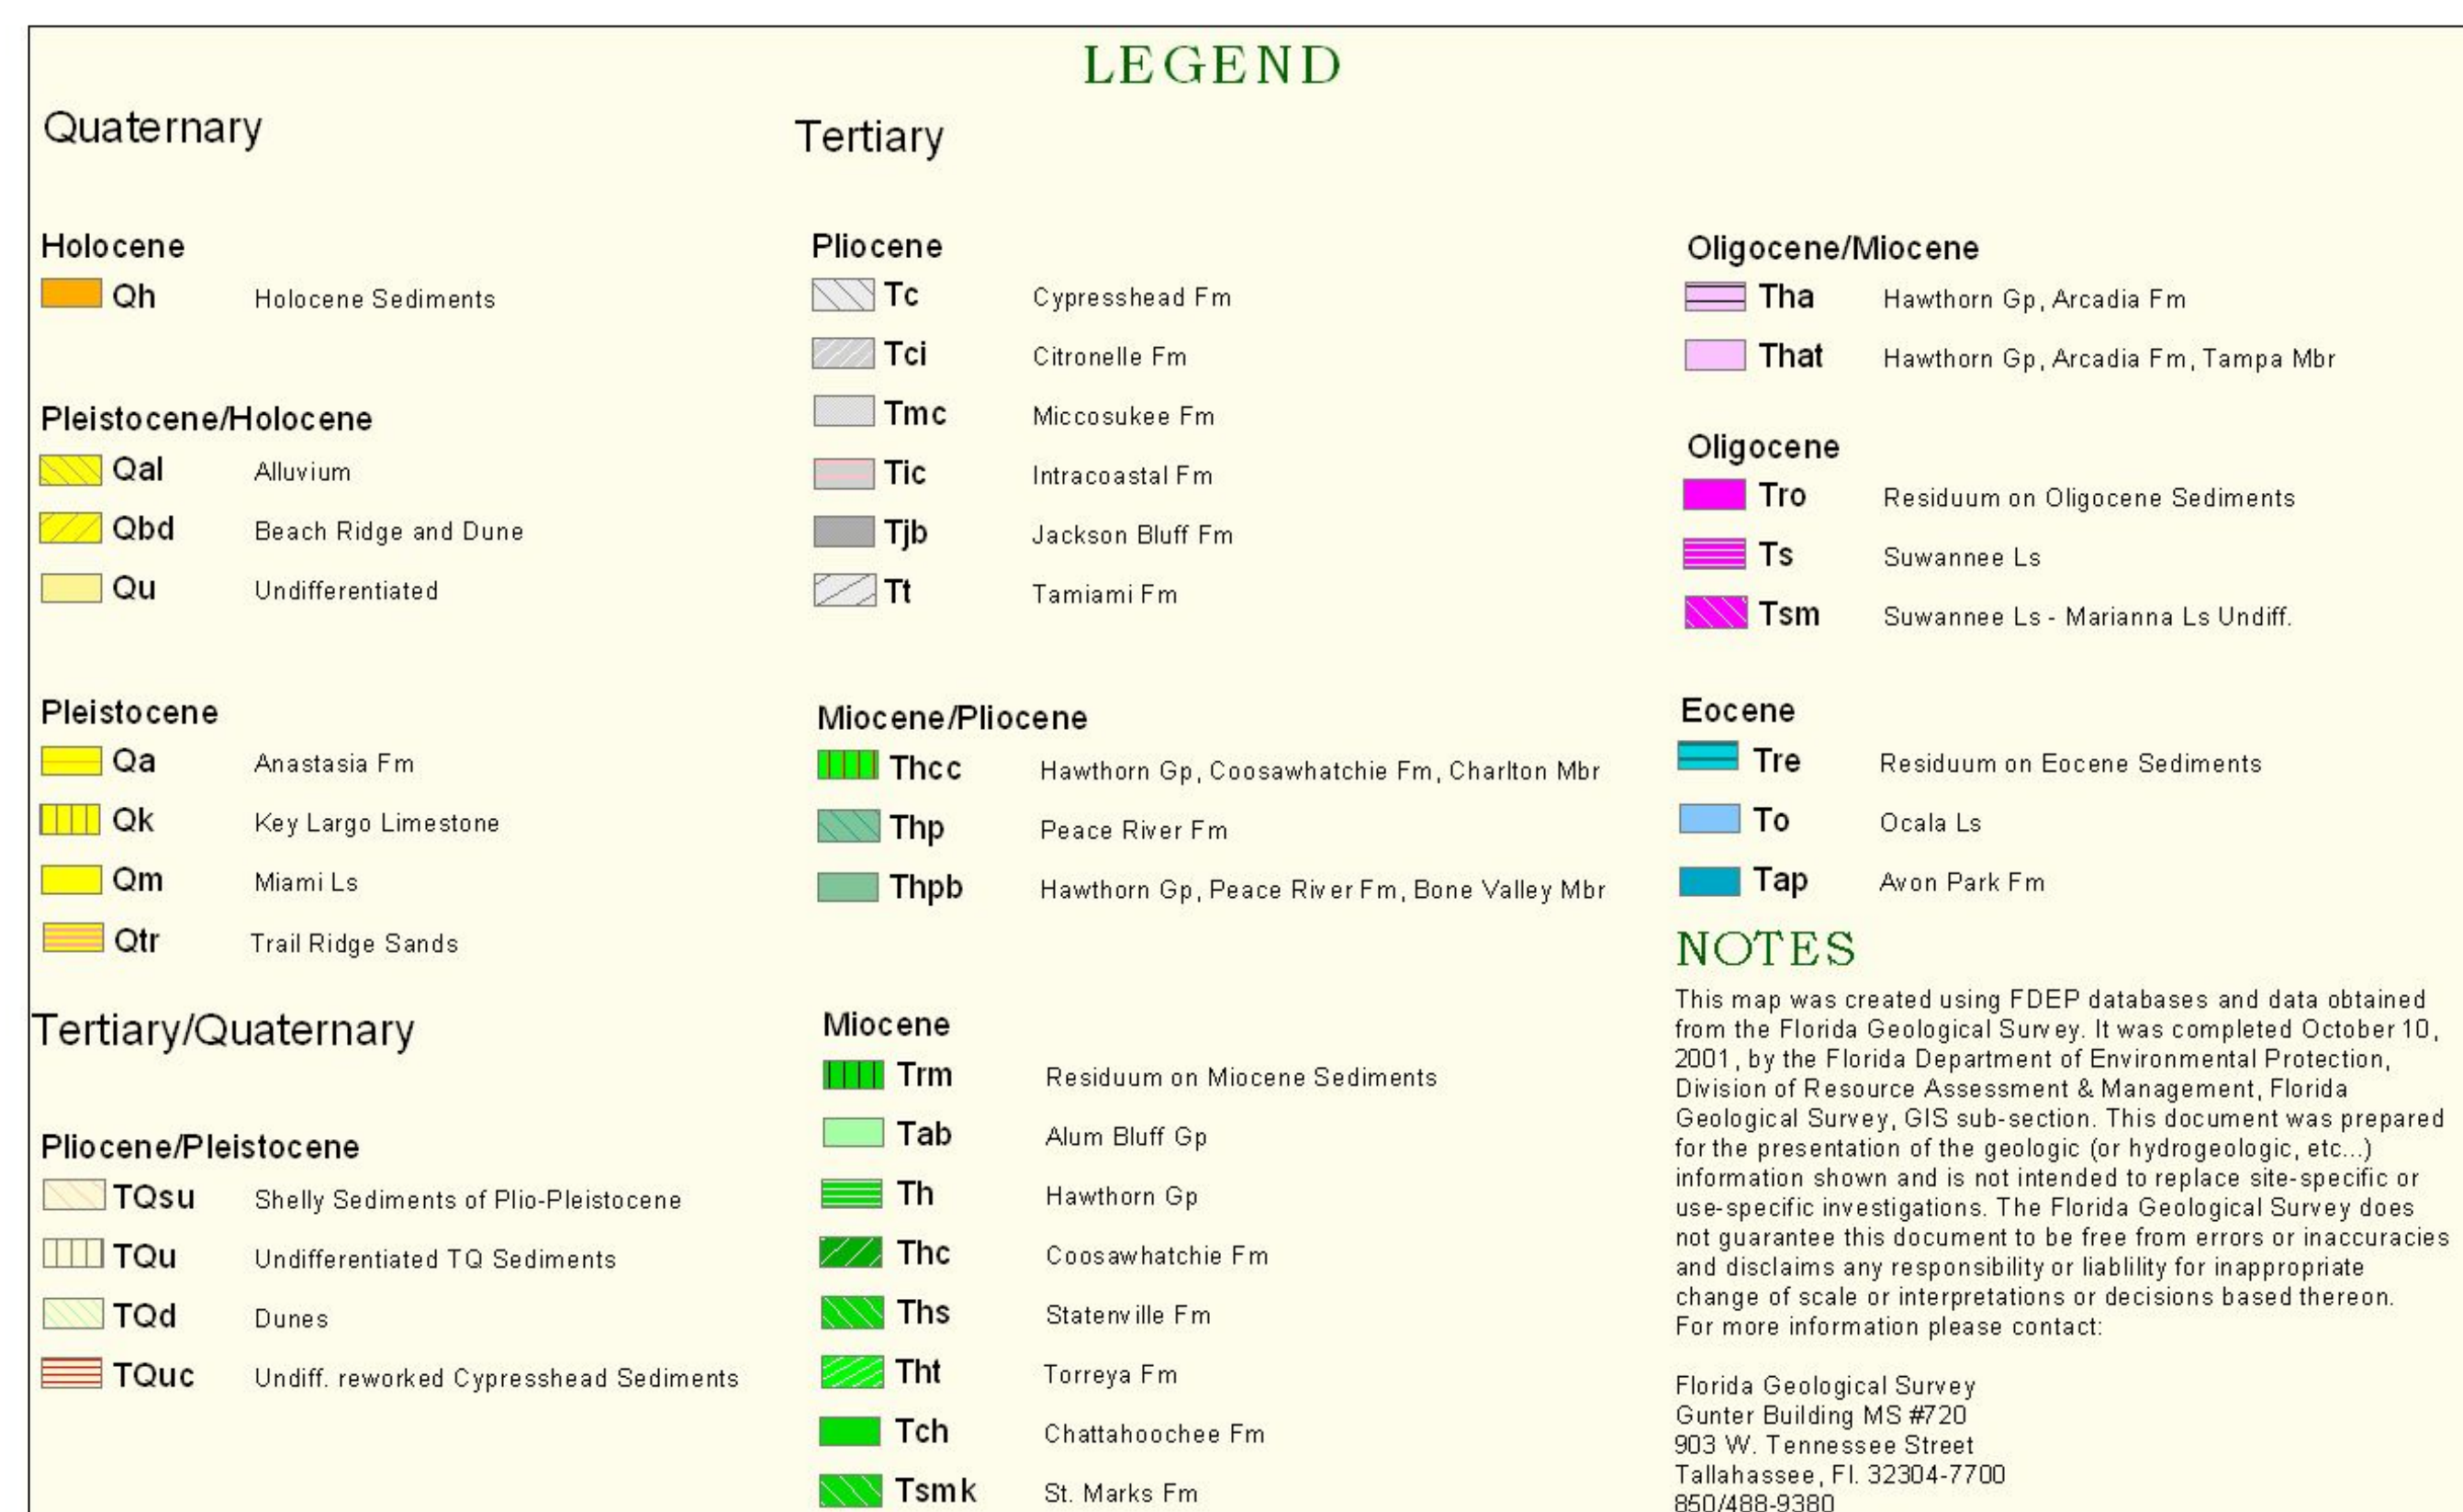 LEGEND
Quaternary
Holocene
Qh Holocene Sediments
Pleistocene/Holocene
Qal Alluvium
Qbd Beach Ridge and Dune
Qu Undifferentiated
Pleistocene
Qa Anastasia Fm
Qk Key Largo Limestone
Qm Miami Ls
Qtr Trail Ridge Sands
Tertiary/Quaternary
Pliocene/Pleistocene
TQsu Shelly Sediments of Plio-Pleistocene
TQu Undifferentiated TQ Sediments
TQd Dunes
TQuc Undiff. reworked Cypresshead Sediments
Tertiary
Pliocene
Tc Cypresshead Fm
Tci Citronelle Fm
Tmc Miccosukee Fm
Tic Intracoastal Fm
Tjb Jackson Bluff Fm
Tt Tamiami Fm
Miocene/Pliocene
Thcc Hawthorn Gp, Coosawhatchie Fm, Charlton Mbr
Thp Peace River Fm
Thpb Hawthorn Gp, Peace River Fm, Bone Valley Mbr
Miocene
Trm Residuum on Miocene Sediments
Tab Alum Bluff Gp
Th Hawthorn Gp
Thc Coosawhatchie Fm
Ths Statenville Fm
Tht Torreya Fm
Tch Chattahoochee Fm
Tsmk St. Marks Fm
Oligocene/Miocene
Tha Hawthorn Gp, Arcadia Fm
That Hawthorn Gp, Arcadia Fm, Tampa Mbr
Oligocene
Tro Residuum on Oligocene Sediments
Ts Suwannee Ls
Tsm Suwannee Ls - Marianna Ls Undiff.
Eocene
Tre Residuum on Eocene Sediments
To Ocala Ls
Tap Avon Park Fm
NOTES
This map was created using FDEP databases and data obtained
from the Florida Geological Survey. It was completed October 10,
2001, by the Florida Department of Environmental Protection,
Division of Resource Assessment & Management, Florida
Geological Survey, GIS sub-section. This document was prepared
for the presentation of the geologic (or hydrogeologic, etc...)
information shown and is not intended to replace site-specific or
use-specific investigations. The Florida Geological Survey does
not guarantee this document to be free from errors or inaccuracies
and disclaims any responsibility or liablility for inappropriate
change of scale or interpretations or decisions based thereon.
For more information please contact:
Florida Geological Survey
Gunter Building MS #720
903 W. Tennessee Street
Tallahassee, Fl. 32304-7700
850/488-9380